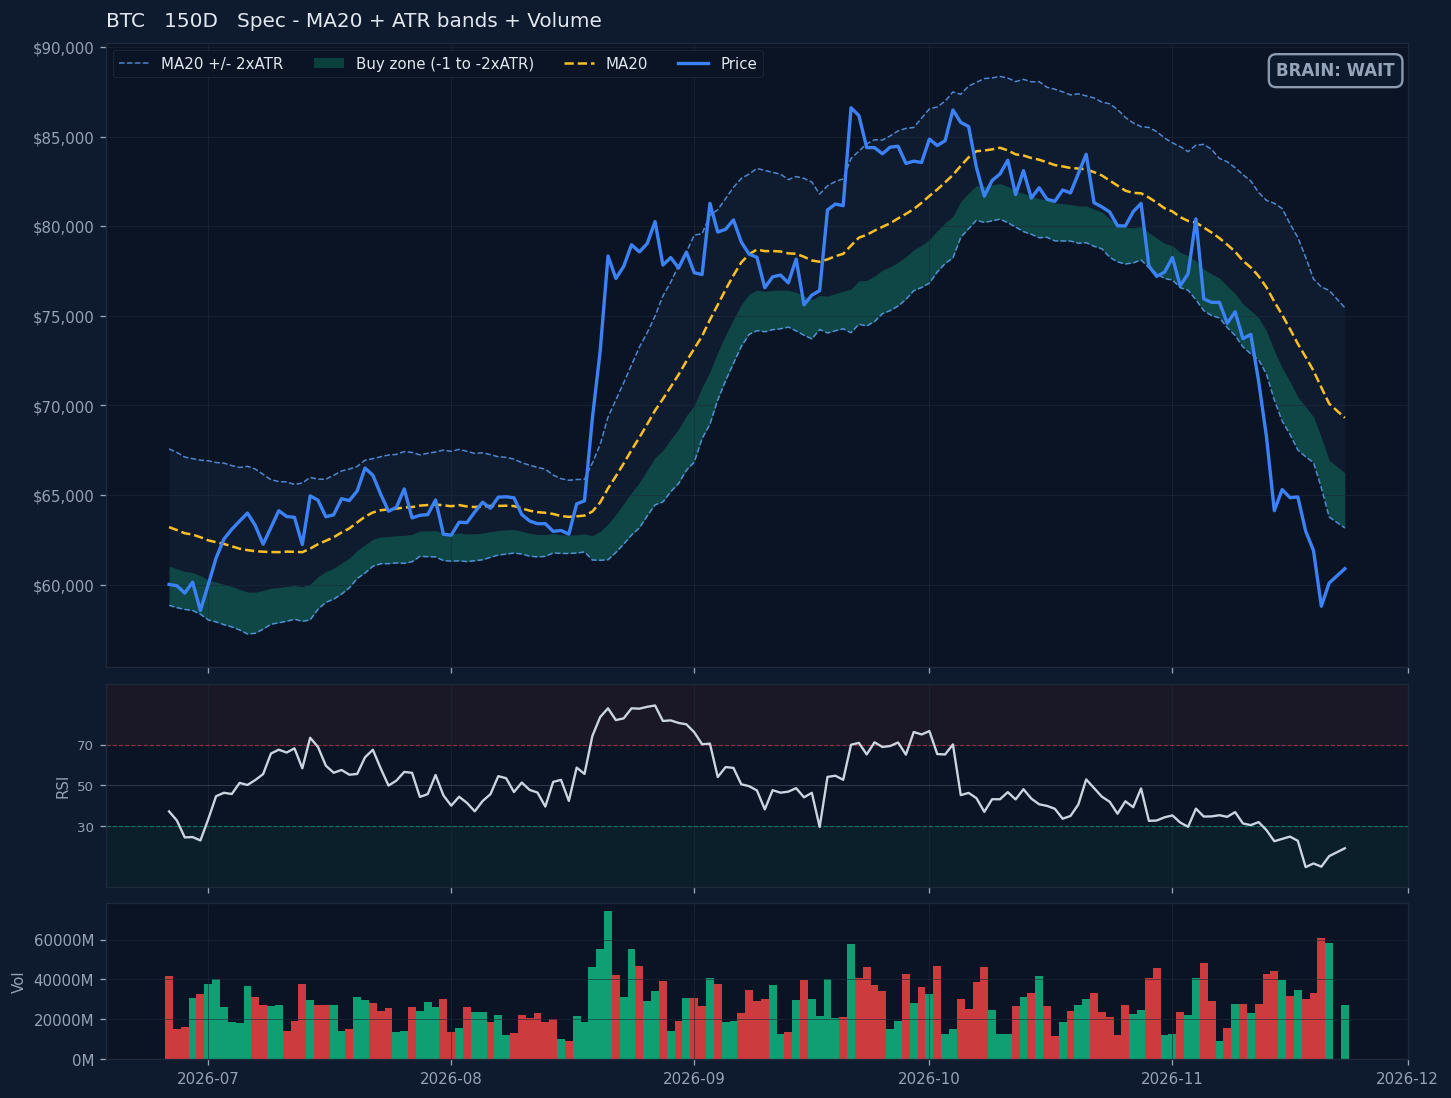 BTC   150D   Spec - MA20 + ATR bands + Volume
MA20 +/- 2xATR
Buy zone (-1 to -2xATR)
MA20
Price
BRAIN: WAIT
$90,000
$85,000
$80,000
$75,000
$70,000
$65,000
$60,000
RSI
70
50
30
Vol
60000M
40000M
20000M
0M
2026-07
2026-08
2026-09
2026-10
2026-11
2026-12